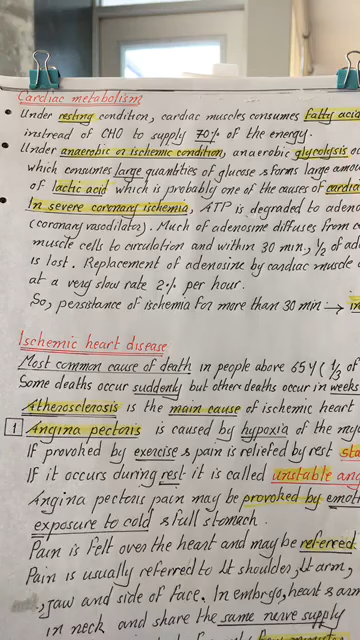 Cardiac metabolism
Under resting condition, cardiac muscles consumes fatty acid
instread of CHO to supply 70% of the energy.
Under anaerobic or ischemic condition, anaerobic glycolysis
which cnsumes large quantities of glucose & forms large amou
of lactic acid which is probably one of the causes of cardiac
In severe coronary ischemia, ATP is degraded to adeno
(coronary vasodilator). Much of adenosine diffuses from c
muscle cells to circulation and within 30 min, ½ of ad
is lost. Replacement of adenosine by cardiac muscle
at a very slow rate 2% per hour.
So, persistance of ischemia for more than 30 min: → in
Ischemic heart disease
Most common cause of death in people above 65Y (⅓ of
Some deaths occur suddenly but other deaths occur in weeks
Atherosclerosis is the main cause of ischemic heart
1 Angina pectoris is caused by hypoxia of the my
If provoked by exercise & pain is reliefed by rest sta
If it occurs during rest it is called unstable ang
Angina pectoris pain may be provoked by emot
exposure to cold & full stomach.
Pain is felt over the heart and may be referred
Pain is usually referred to Lt shoulder, Lt arm,
, jaw and side of face. In embryo, heart & arm
in neck and share the same nerve supply